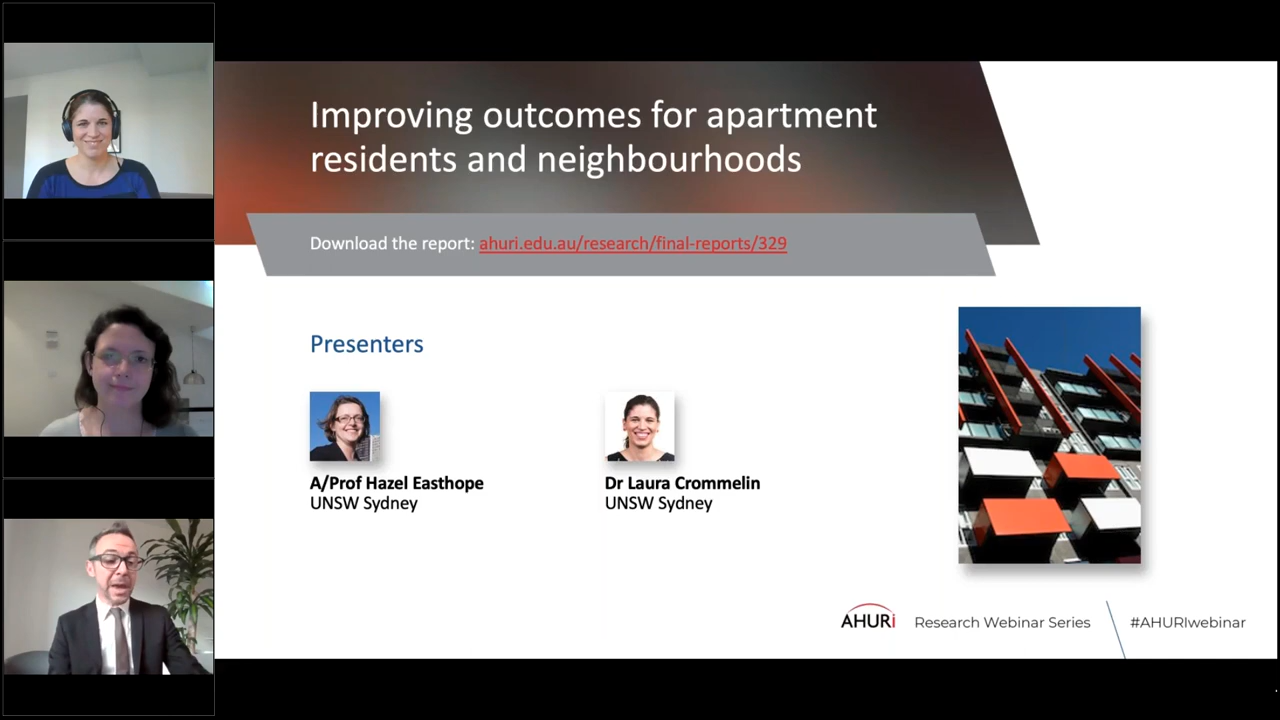 Improving outcomes for apartment
residents and neighbourhoods
Download the report: ahuri.edu.au/research/final-reports/329
Presenters
A/Prof Hazel Easthope
UNSW Sydney
Dr Laura Crommelin
UNSW Sydney
AHURi
Research Webinar Series
#AHURIwebinar